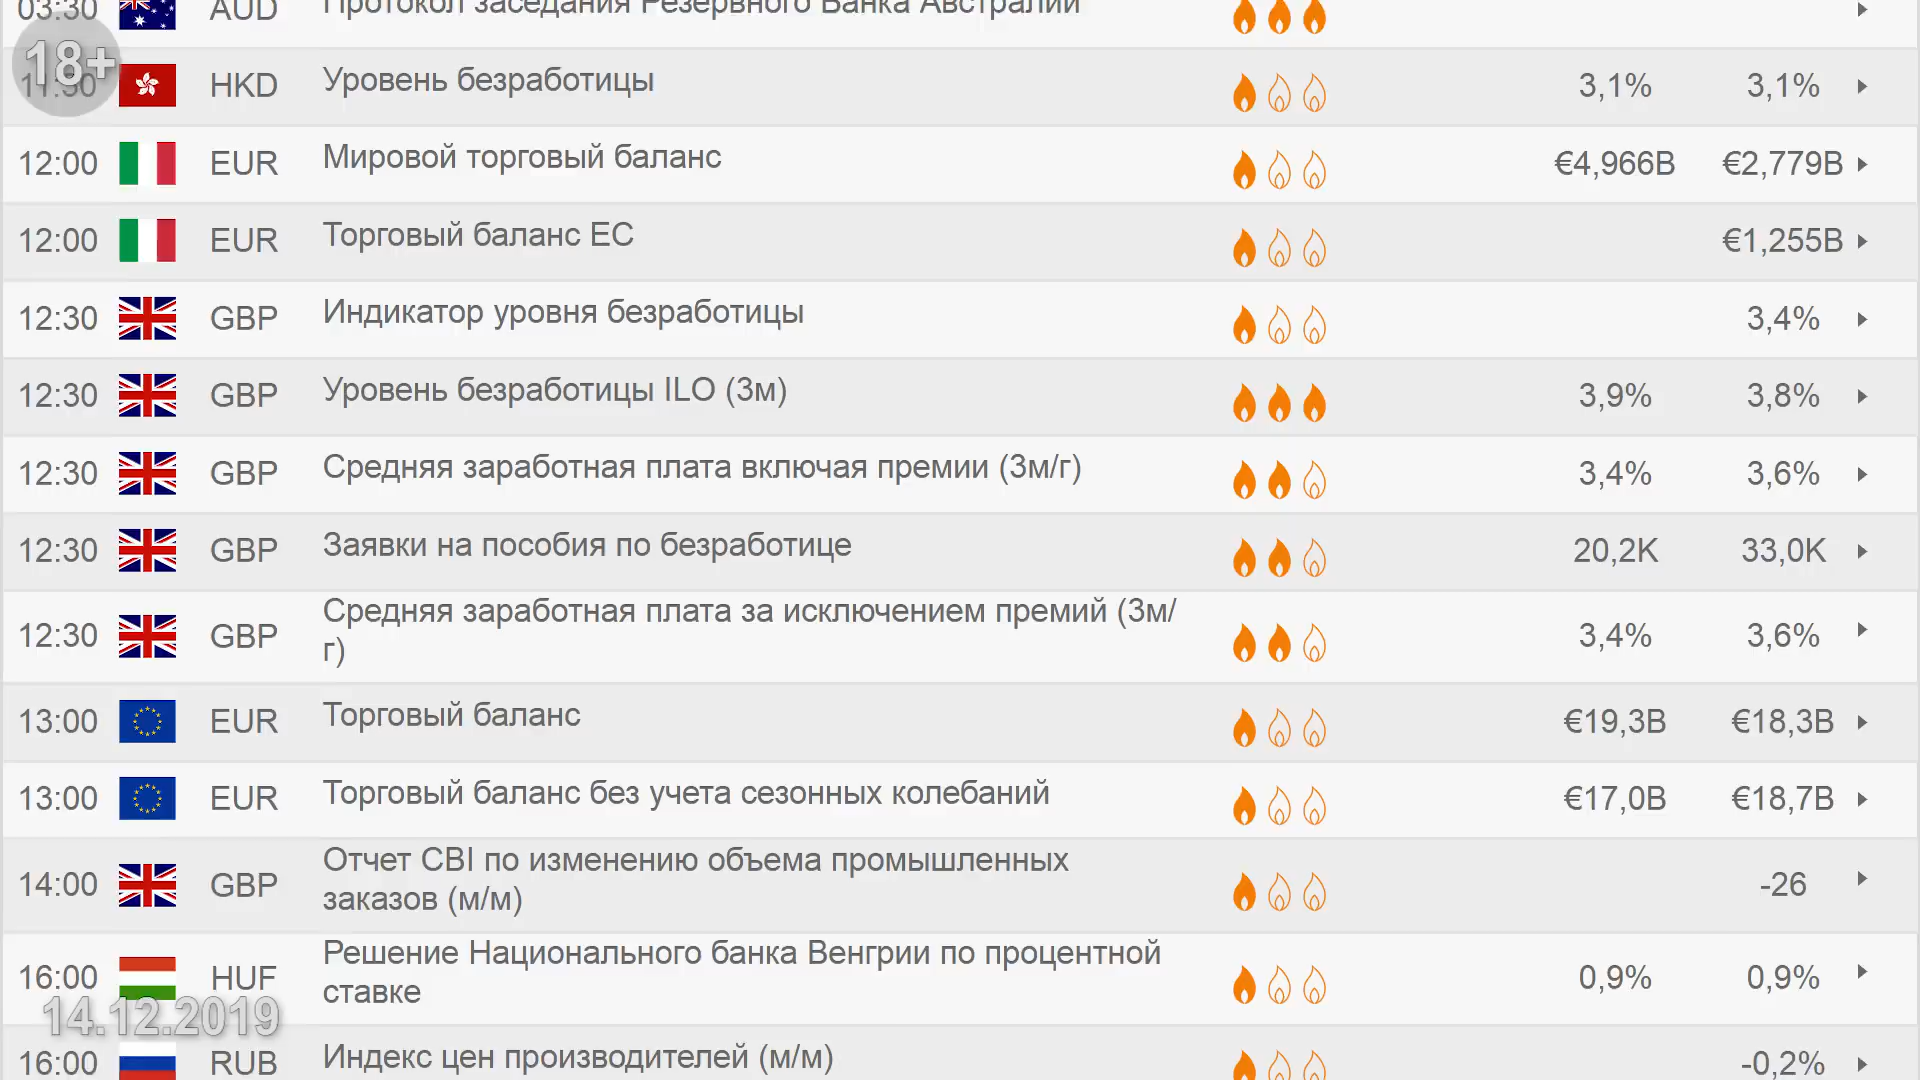 03:30 AUD Протокол заседания Резервного Банка Австралии
18+
11:30 HKD Уровень безработицы 3,1% 3,1%
12:00 EUR Мировой торговый баланс €4,966B €2,779B
12:00 EUR Торговый баланс ЕС €1,255B
12:30 GBP Индикатор уровня безработицы 3,4%
12:30 GBP Уровень безработицы ILO (3м) 3,9% 3,8%
12:30 GBP Средняя заработная плата включая премии (3м/г) 3,4% 3,6%
12:30 GBP Заявки на пособия по безработице 20,2K 33,0K
12:30 GBP Средняя заработная плата за исключением премий (3м/ 3,4% 3,6%
г)
13:00 EUR Торговый баланс €19,3B €18,3B
13:00 EUR Торговый баланс без учета сезонных колебаний €17,0B €18,7B
14:00 GBP Отчет CBI по изменению объема промышленных -26
заказов (м/м)
16:00 HUF Решение Национального банка Венгрии по процентной 0,9% 0,9%
ставке
14.12.2019
16:00 RUB Индекс цен производителей (м/м) -0,2%